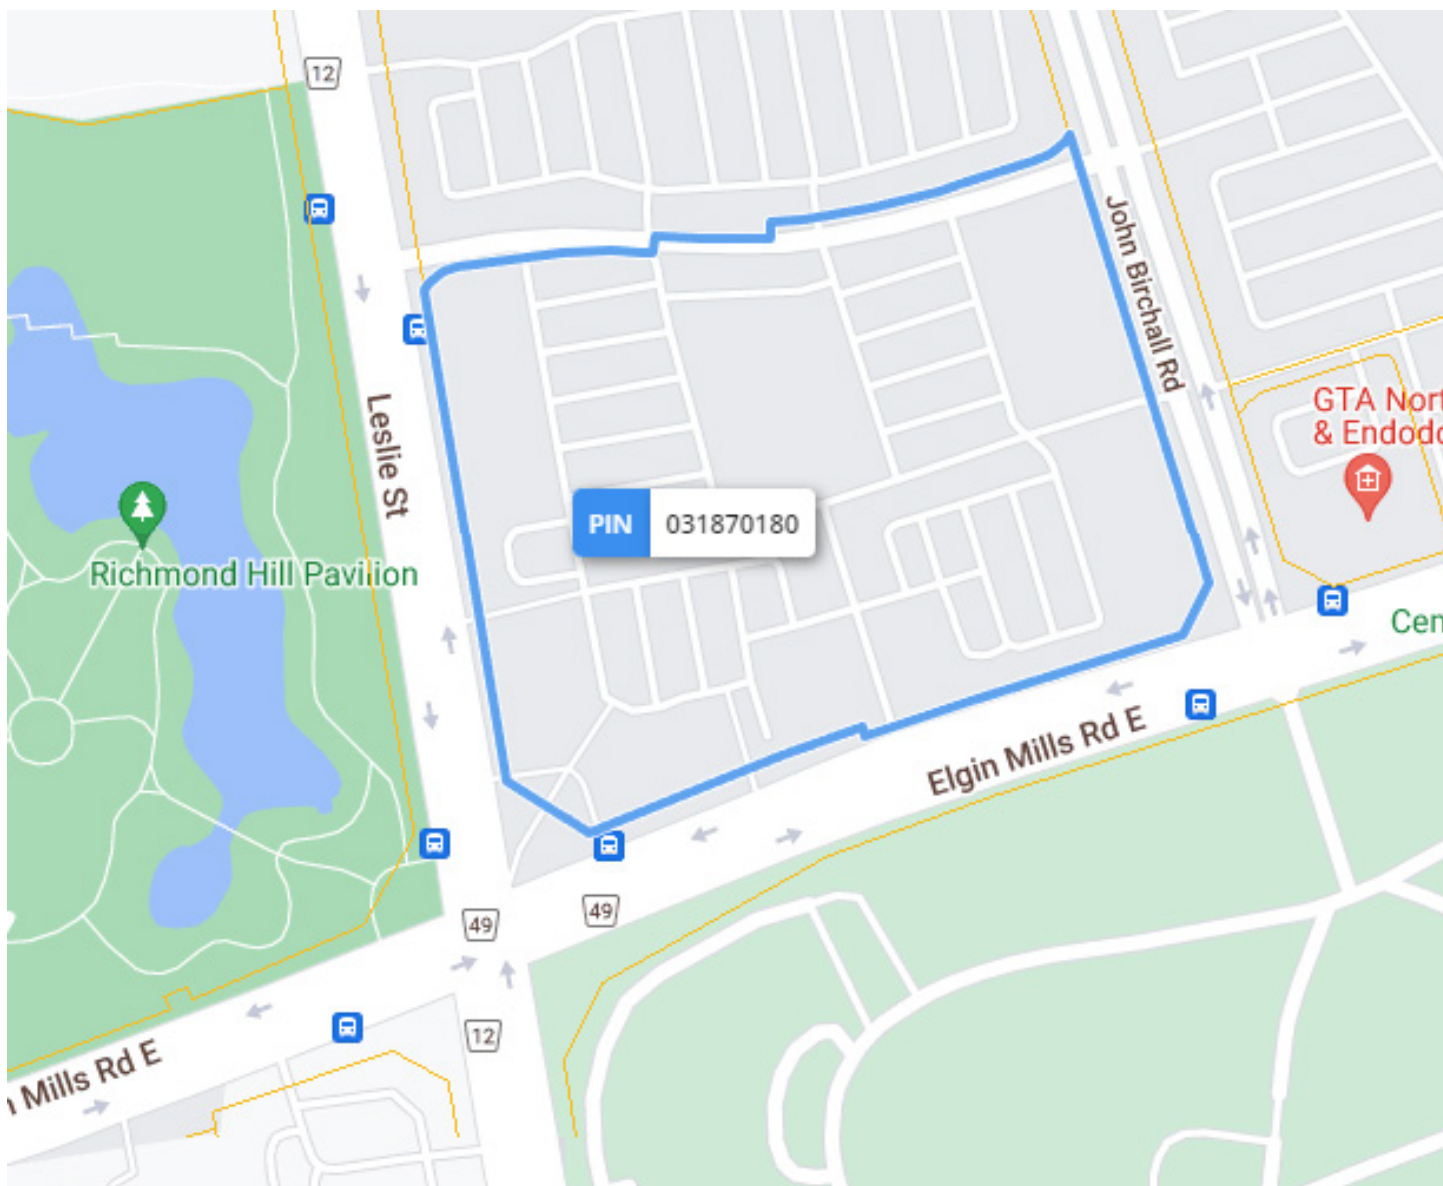 12
John Birchall Rd
Leslie St
GTA Nort
& Endodo
PIN 031870180
Richmond Hill Pavilion
Cen
Elgin Mills Rd E
49
49
12
Mills Rd E